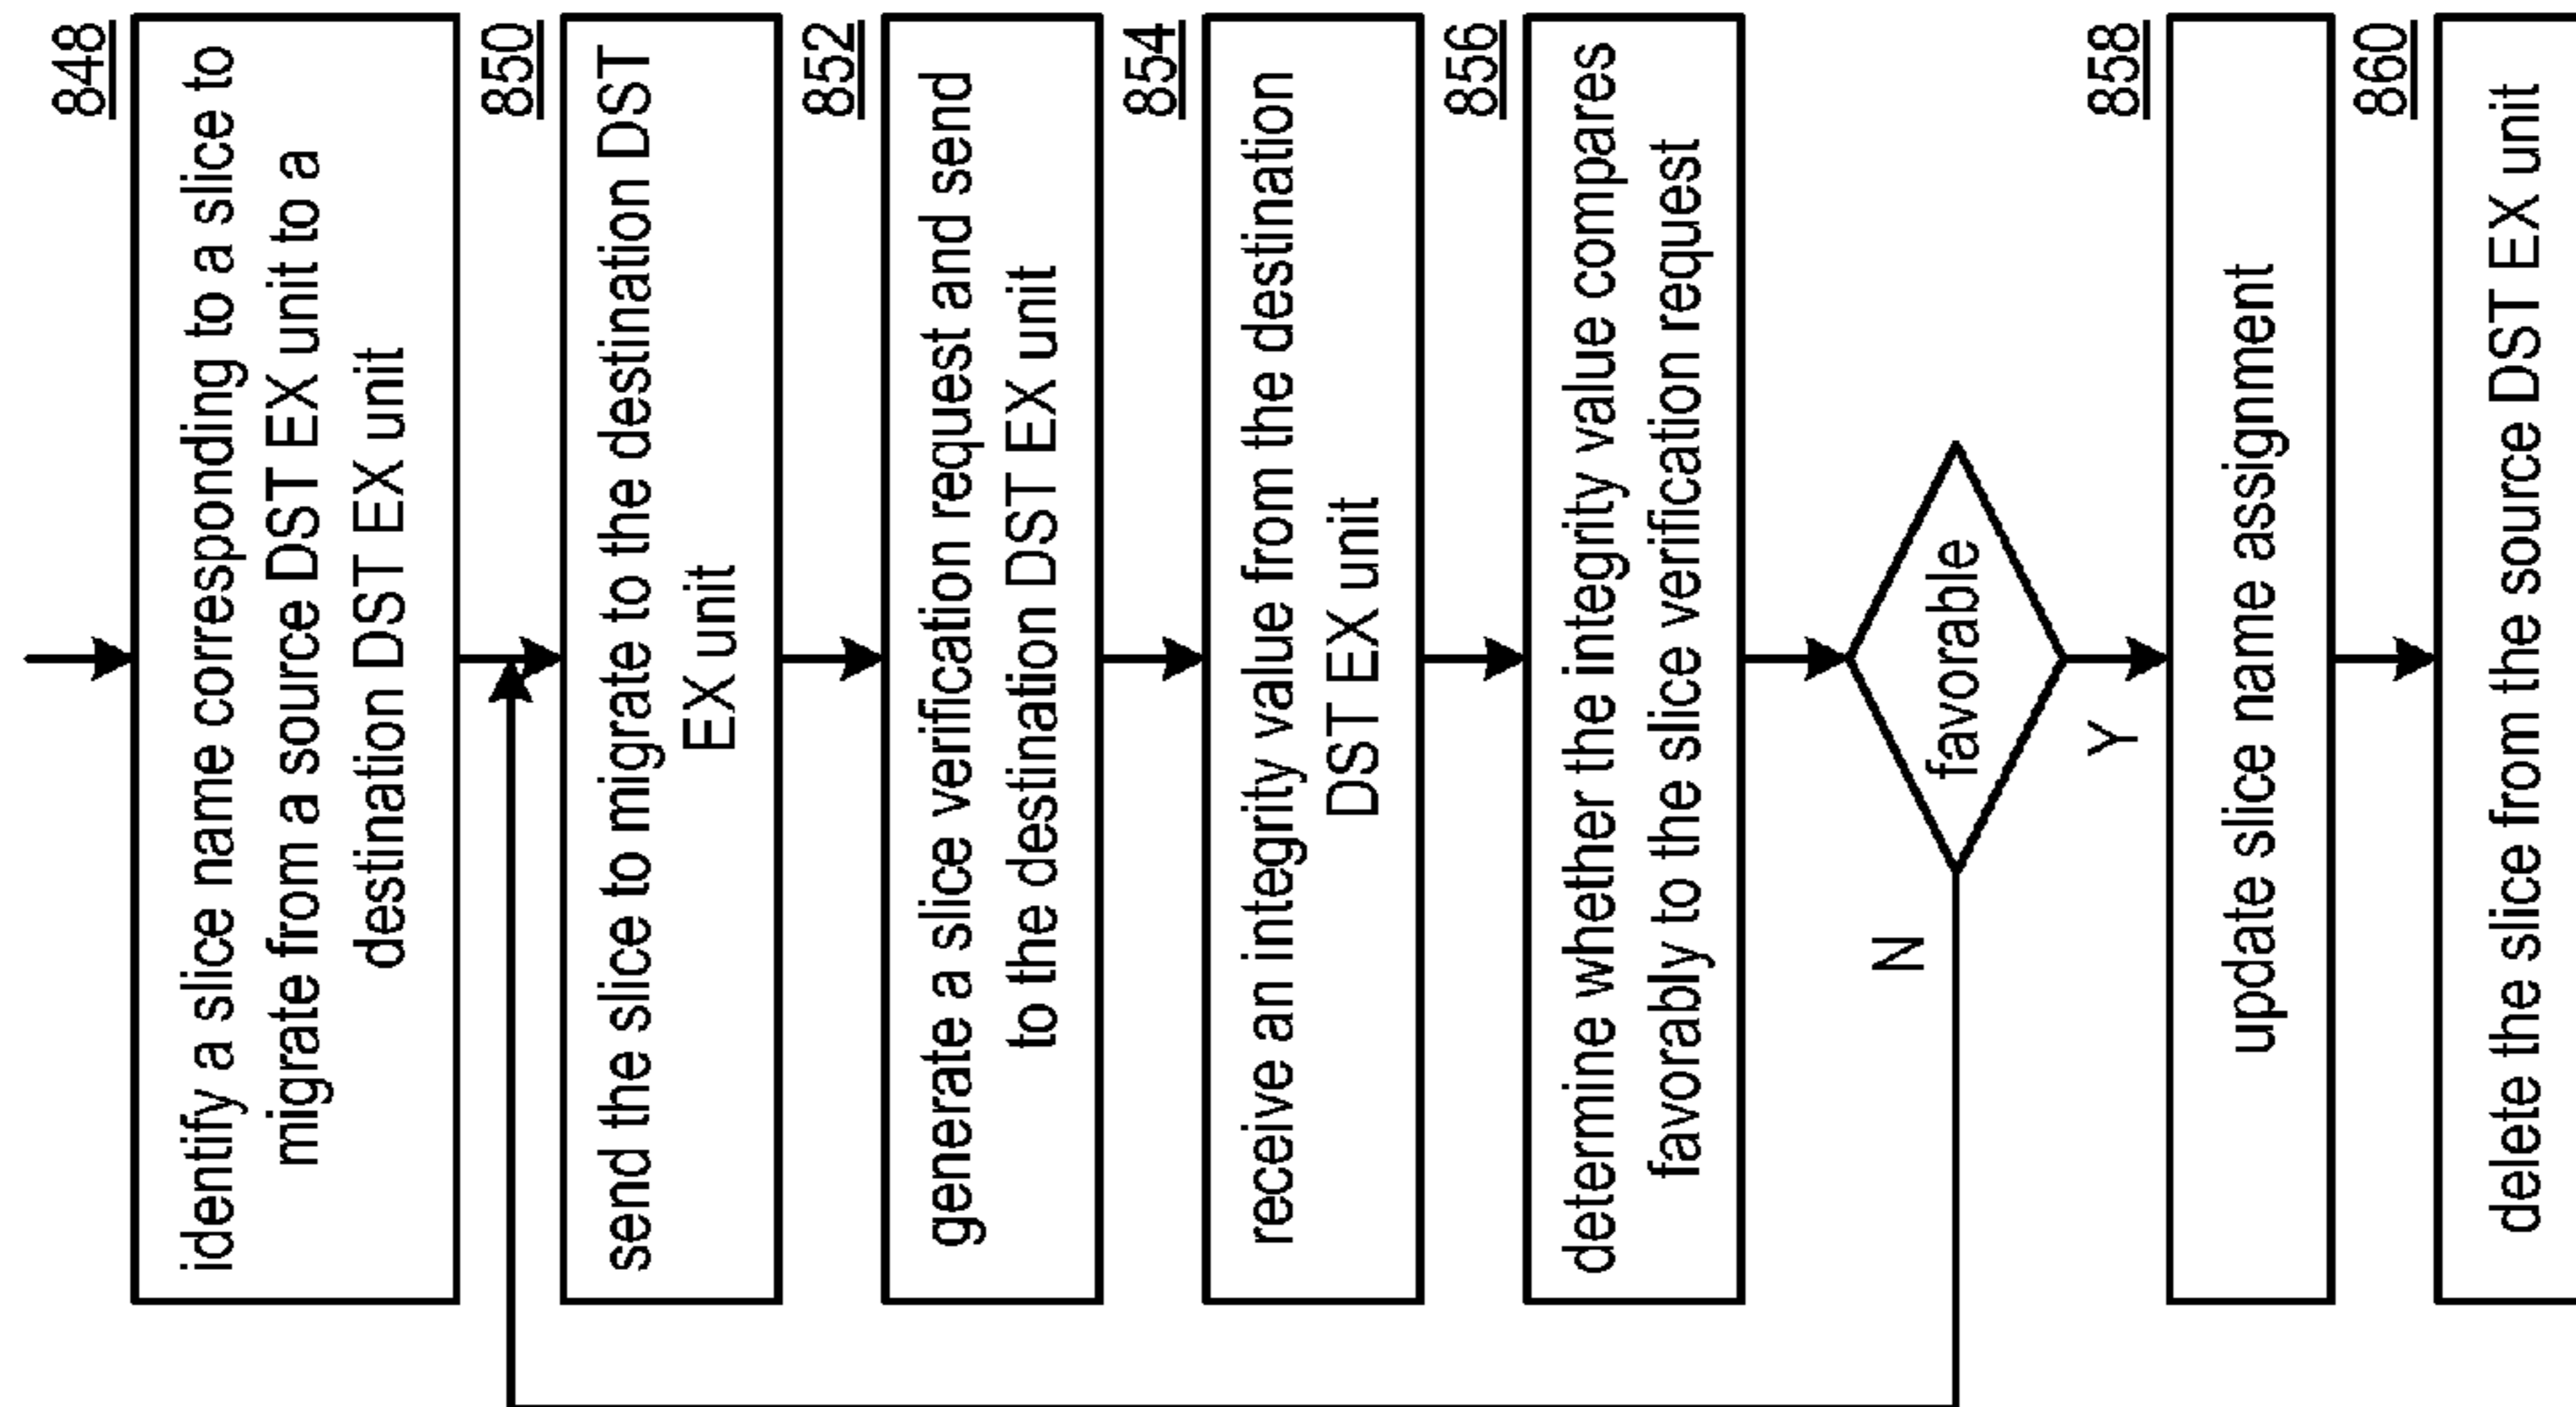 848
identify a slice name corresponding to a slice to
migrate from a source DST EX unit to a
destination DST EX unit
850
send the slice to migrate to the destination DST
EX unit
852
generate a slice verification request and send
to the destination DST EX unit
854
receive an integrity value from the destination
DST EX unit
856
determine whether the integrity value compares
favorably to the slice verification request
favorable
N
Y
858
update slice name assignment
860
delete the slice from the source DST EX unit